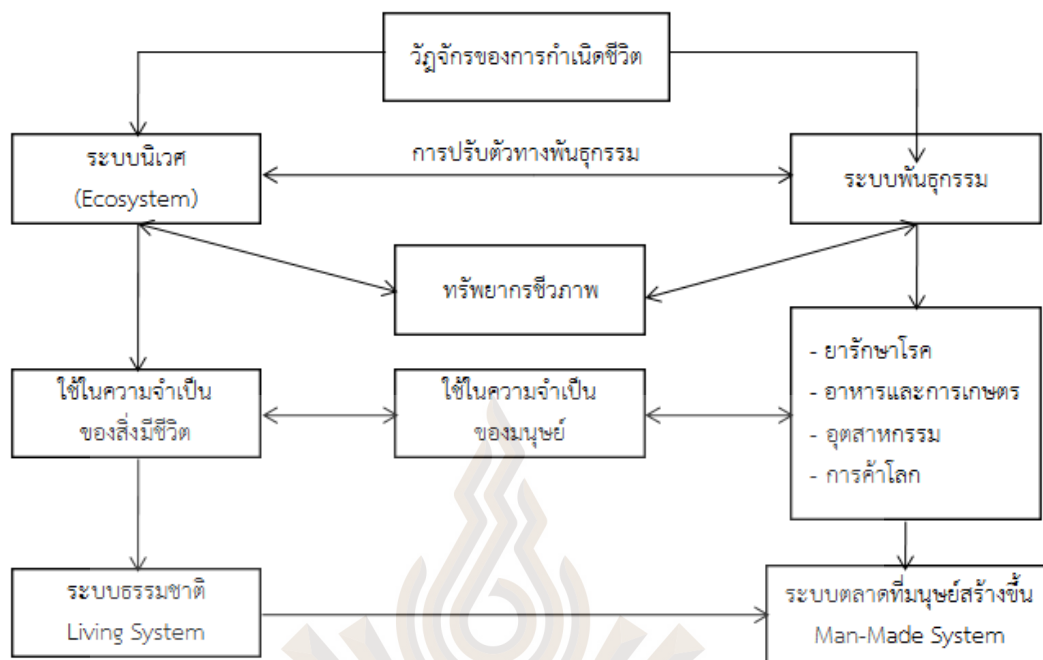 วัฏจักรของการกำเนิดชีวิต
ระบบนิเวศ
(Ecosystem)
การปรับตัวทางพันธุกรรม
ระบบพันธุกรรม
ทรัพยากรชีวภาพ
ใช้ในความจำเป็น
ของสิ่งมีชีวิต
ใช้ในความจำเป็น
ของมนุษย์
- ยารักษาโรค
- อาหารและการเกษตร
- อุตสาหกรรม
- การค้าโลก
ระบบธรรมชาติ
Living System
ระบบตลาดที่มนุษย์สร้างขึ้น
Man-Made System